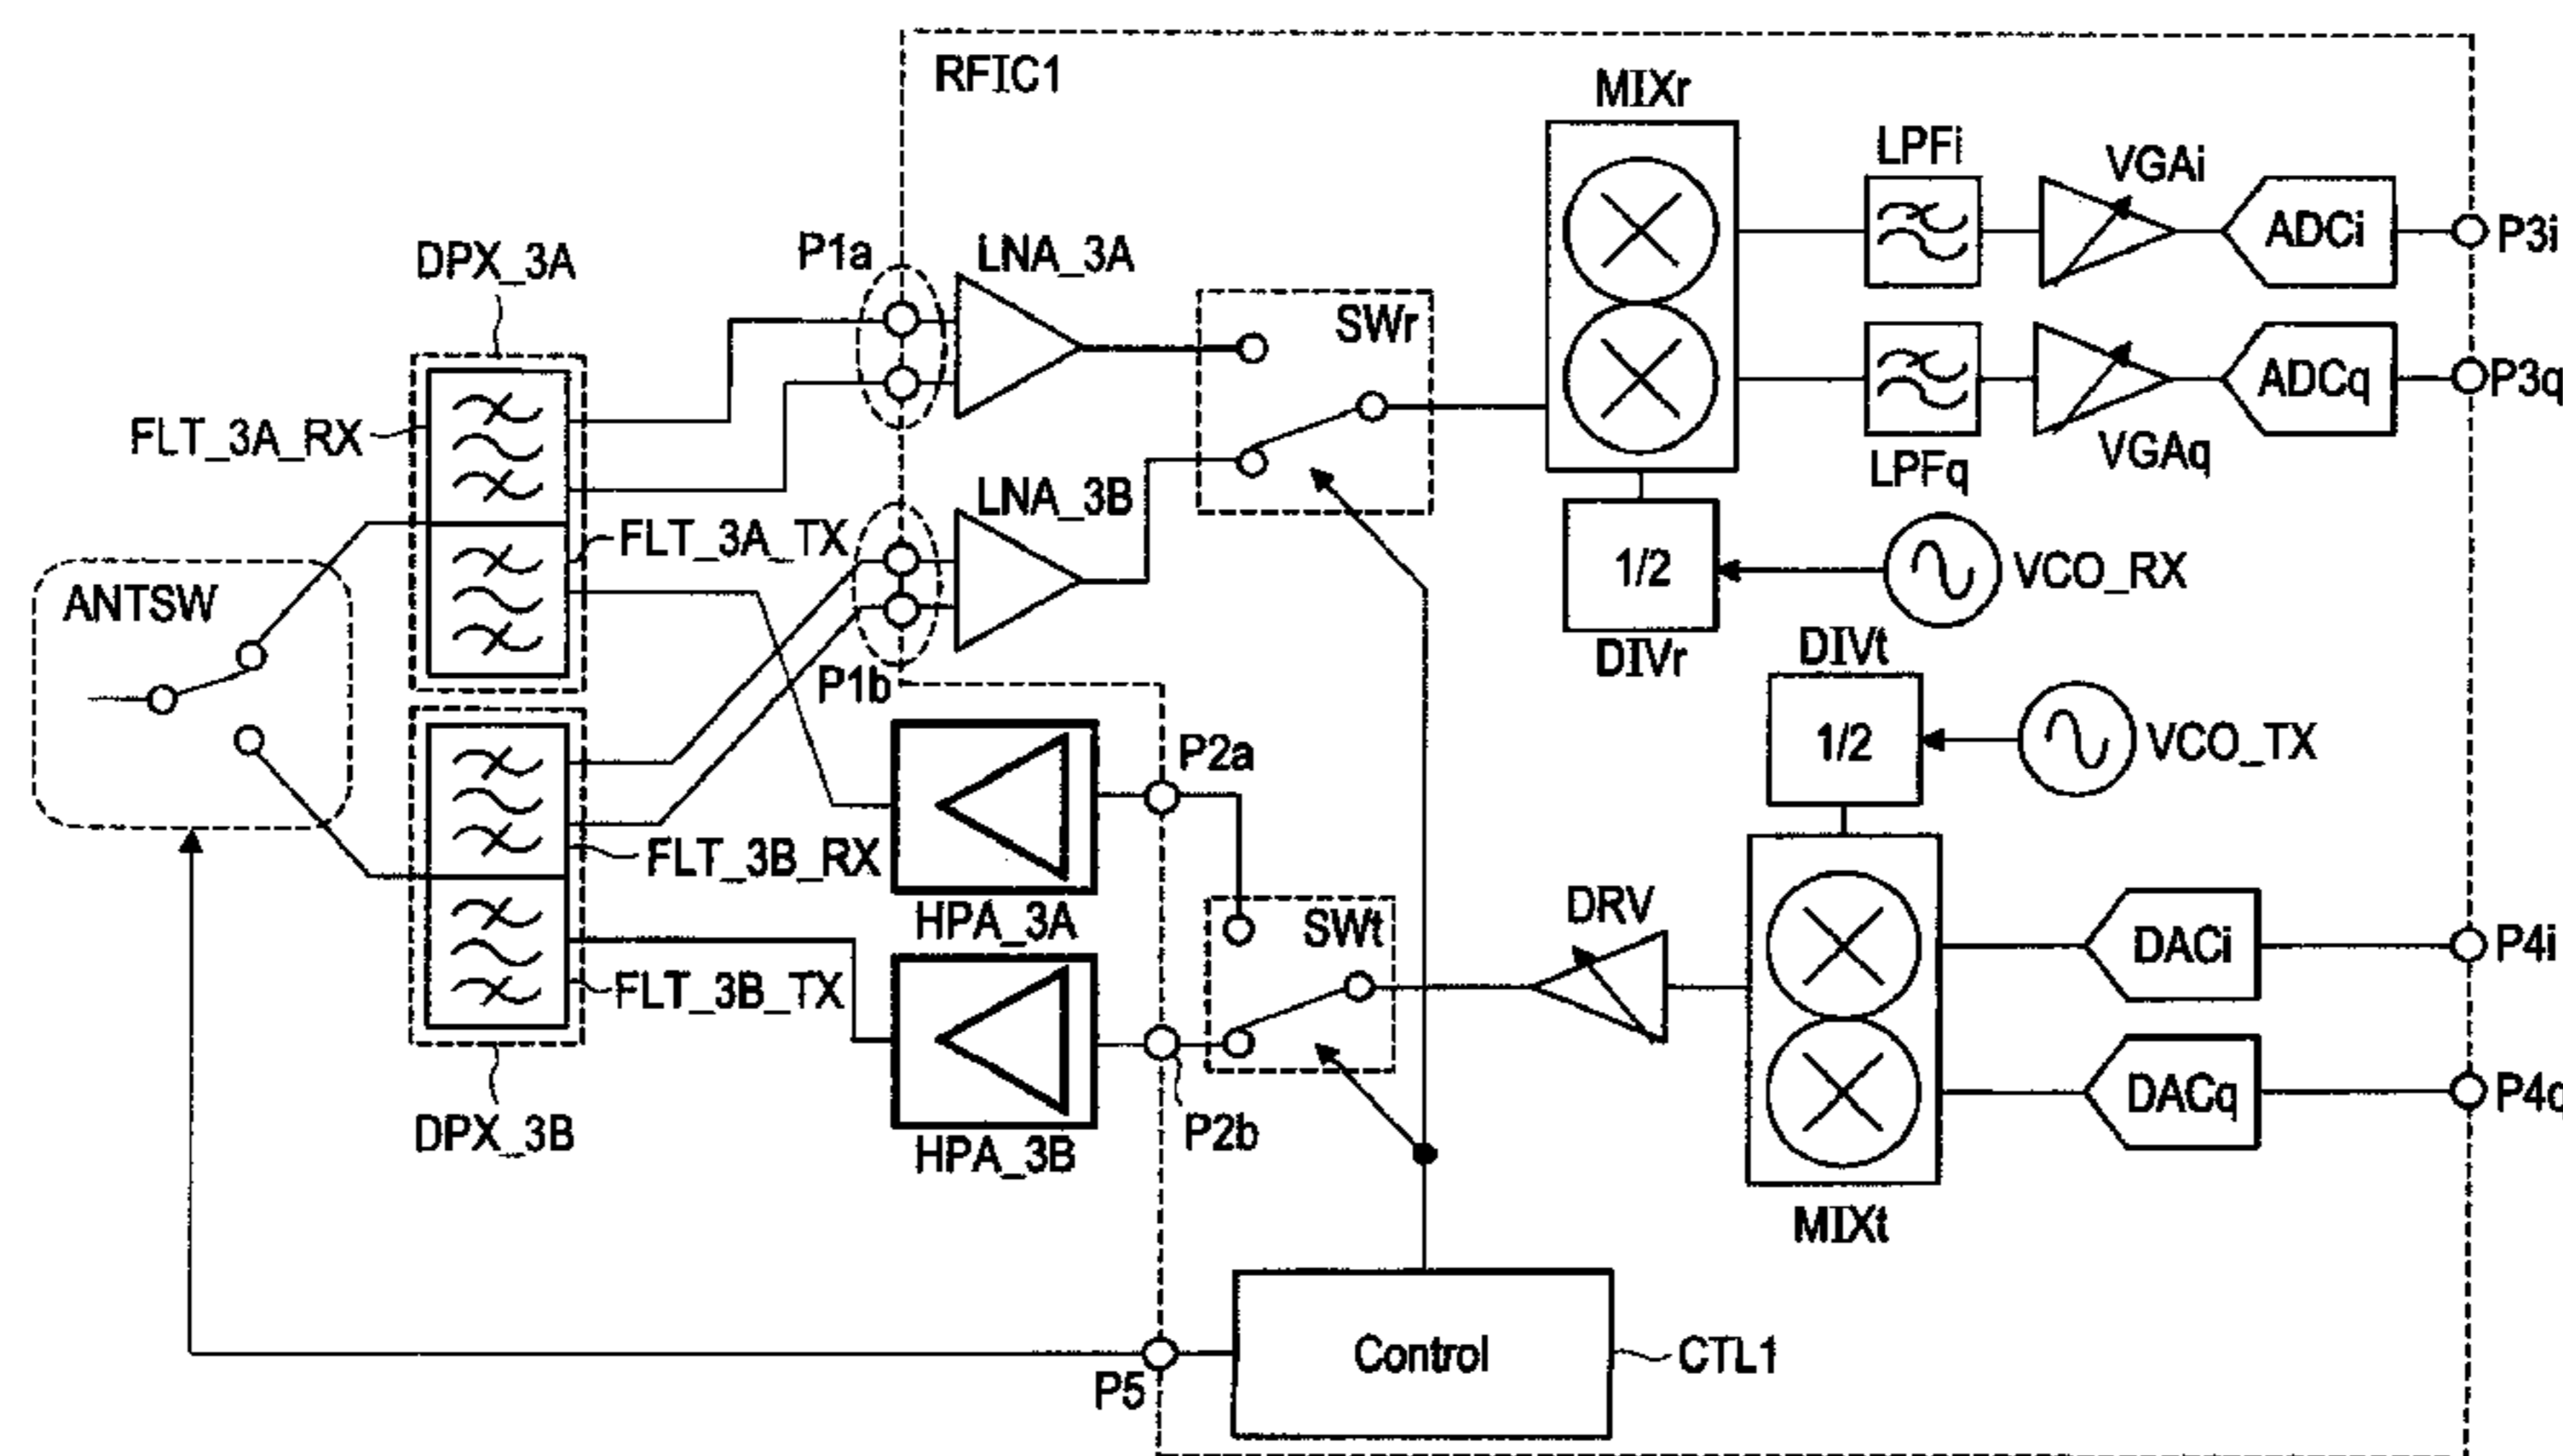 RFIC1
MIXr
LPFi
VGAi
ADCi
P3i
P1a
LNA_3A
DPX_3A
SWr
ADCq
P3q
FLT_3A_RX
VGAq
LPFq
LNA_3B
FLT_3A_TX
1/2
VCO_RX
ANTSW
DIVr
DIVt
P1b
P2a
1/2
VCO_TX
FLT_3B_RX
HPA_3A
SWt
DRV
DACi
P4i
FLT_3B_TX
DACq
P4q
DPX_3B
HPA_3B
P2b
MIXt
Control
CTL1
P5